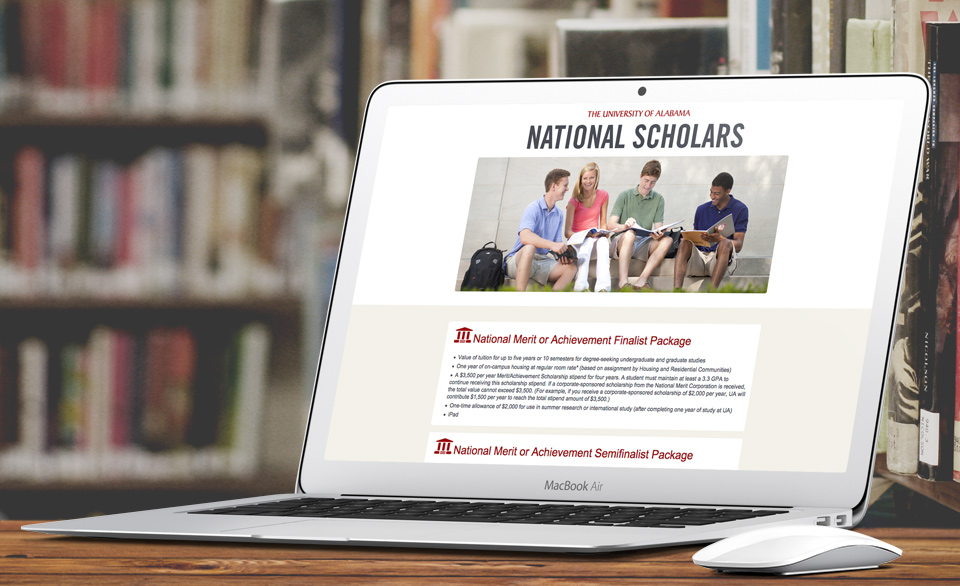 THE UNIVERSITY OF ALABAMA
NATIONAL SCHOLARS
National Merit or Achievement Finalist Package
• Value of tuition for up to five years or 10 semesters for degree-seeking undergraduate and graduate studies
• One year of on-campus housing at regular room rate* (based on assignment by Housing and Residential Communities)
• A $3,500 per year Merit/Achievement Scholarship stipend for four years. A student must maintain at least a 3.3 GPA to
continue receiving this scholarship stipend. If a corporate-sponsored scholarship from the National Merit Corporation is received,
the total value cannot exceed $3,500. (For example, if you receive a corporate-sponsored scholarship of $2,000 per year, UA will
contribute $1,500 per year to reach the total stipend amount of $3,500.)
• One-time allowance of $2,000 for use in summer research or international study (after completing one year of study at UA)
• iPad
National Merit or Achievement Semifinalist Package
MacBook Air
NICOLSON